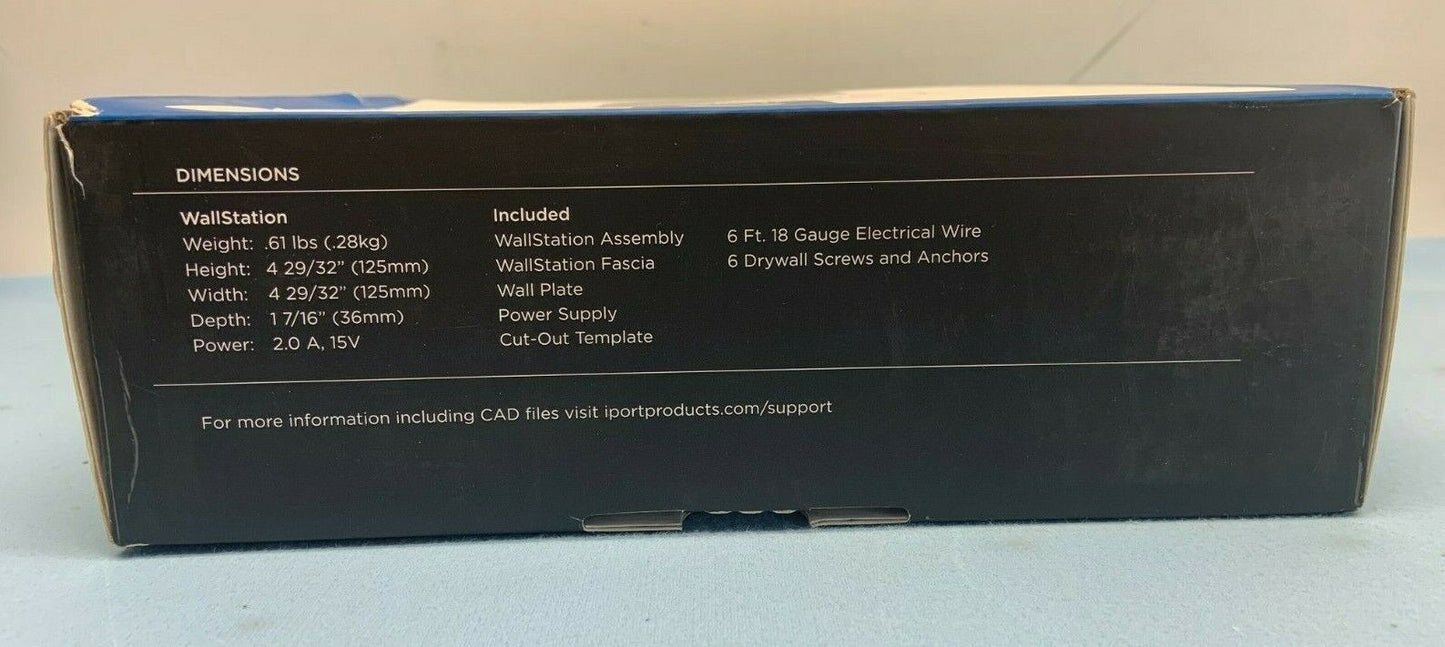 DIMENSIONS
WallStation
Weight: .61 lbs (.28kg)
Height: 4 29/32” (125mm)
Width: 4 29/32” (125mm)
Depth: 1 7/16” (36mm)
Power: 2.0 A, 15V
Included
WallStation Assembly
WallStation Fascia
Wall Plate
Power Supply
Cut-Out Template
6 Ft. 18 Gauge Electrical Wire
6 Drywall Screws and Anchors
For more information including CAD files visit iportproducts.com/support